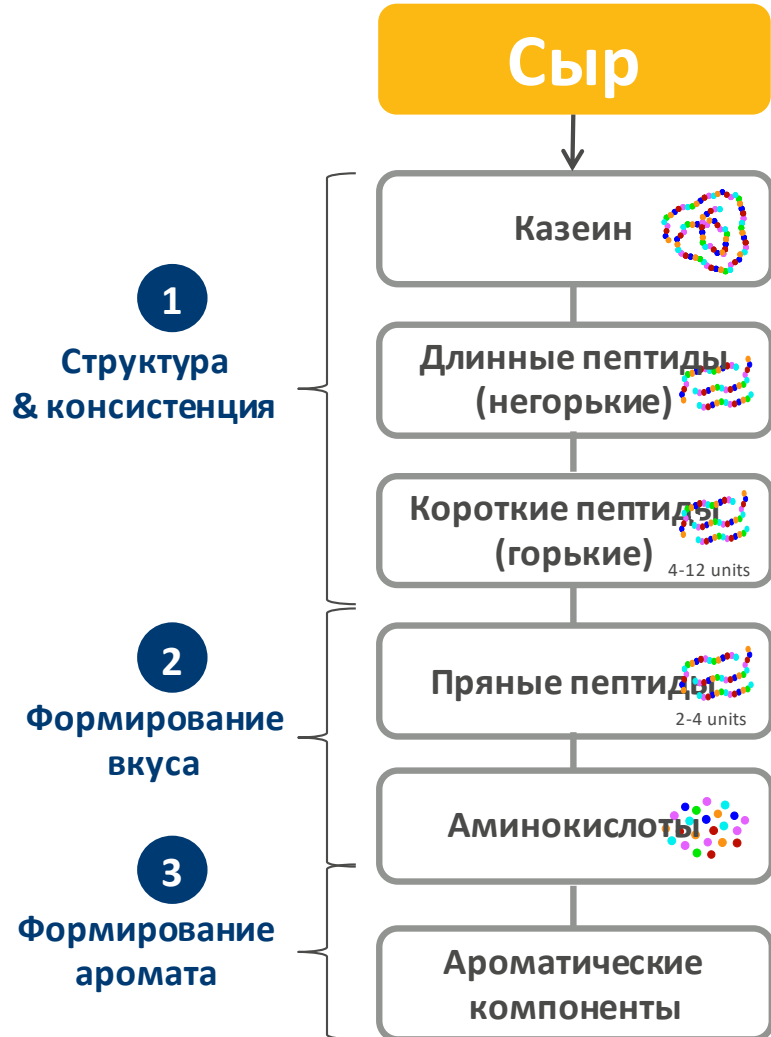 Сыр
Казеин
1
Структура
& консистенция
Длинные пептиды
(негорькие)
Короткие пептиды
(горькие)
4-12 units
2
Формирование
вкуса
Пряные пептиды
2-4 units
Аминокислоты
3
Формирование
аромата
Ароматические
компоненты